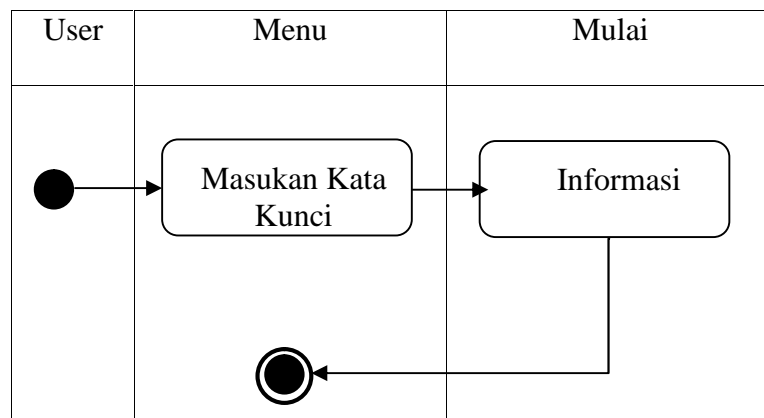 User
Menu
Mulai
Masukan Kata
Kunci
Informasi